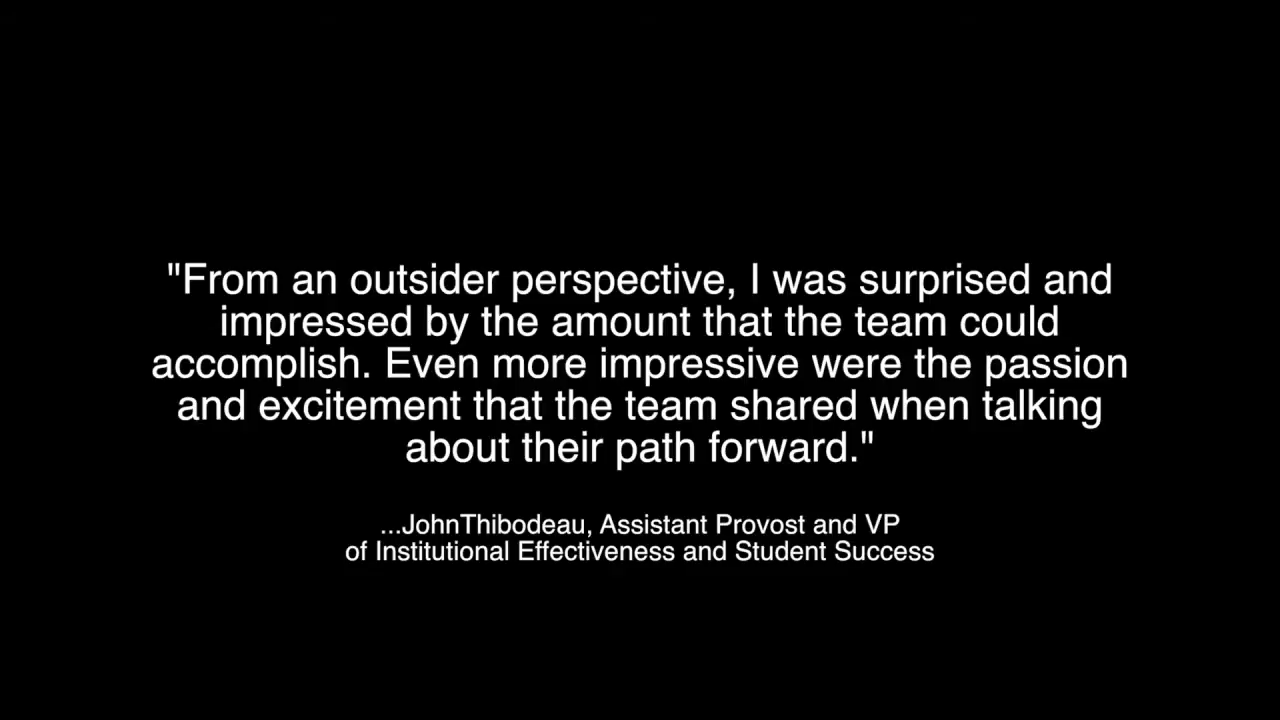 "From an outsider perspective, I was surprised and
impressed by the amount that the team could
accomplish. Even more impressive were the passion
and excitement that the team shared when talking
about their path forward."
...JohnThibodeau, Assistant Provost and VP
of Institutional Effectiveness and Student Success